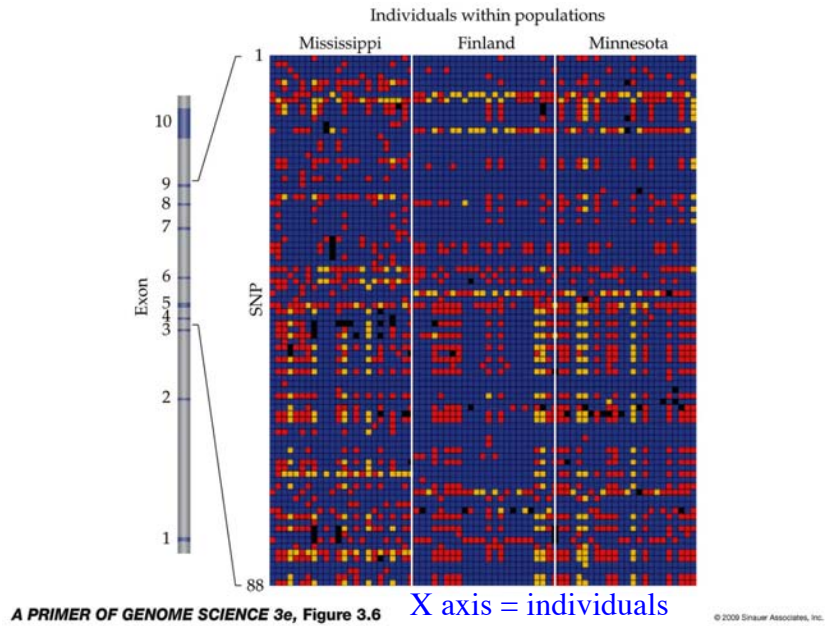 Individuals within populations
Mississippi Finland Minnesota
1
10
9
8
7
6
5
4
3
2
1
Exon
SNP
88
A PRIMER OF GENOME SCIENCE 3e, Figure 3.6
X axis = individuals
© 2009 Sinauer Associates, Inc.